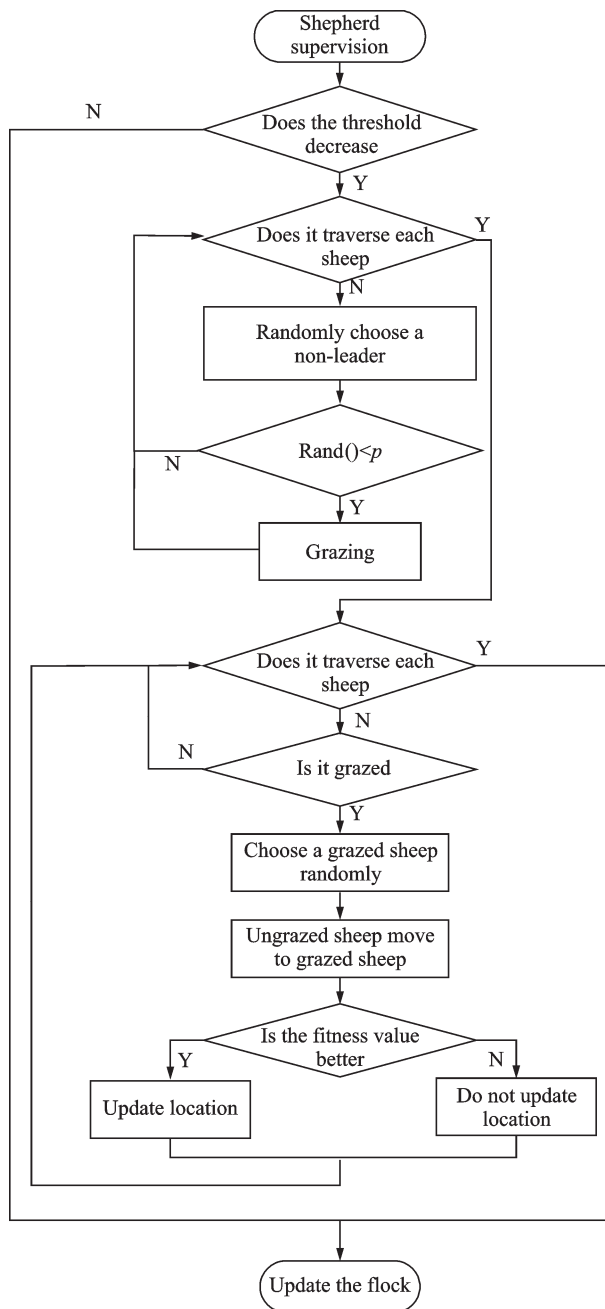 Shepherd
supervision
N
Does the threshold
decrease
Y
Does it traverse each
sheep
Y
N
Randomly choose a
non-leader
Rand()<p
N
Y
Grazing
Does it traverse each
sheep
Y
N
Is it grazed
N
Y
Choose a grazed sheep
randomly
Ungrazed sheep move
to grazed sheep
Is the fitness value
better
Y
N
Update location
Do not update
location
Update the flock